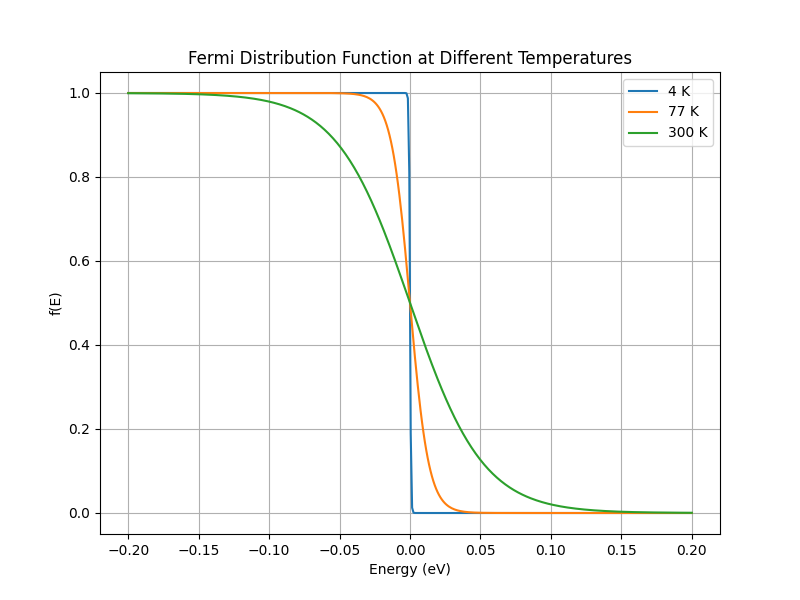 Fermi Distribution Function at Different Temperatures
4 K
77 K
300 K
f(E)
1.0
0.8
0.6
0.4
0.2
0.0
−0.20 −0.15 −0.10 −0.05 0.00 0.05 0.10 0.15 0.20
Energy (eV)